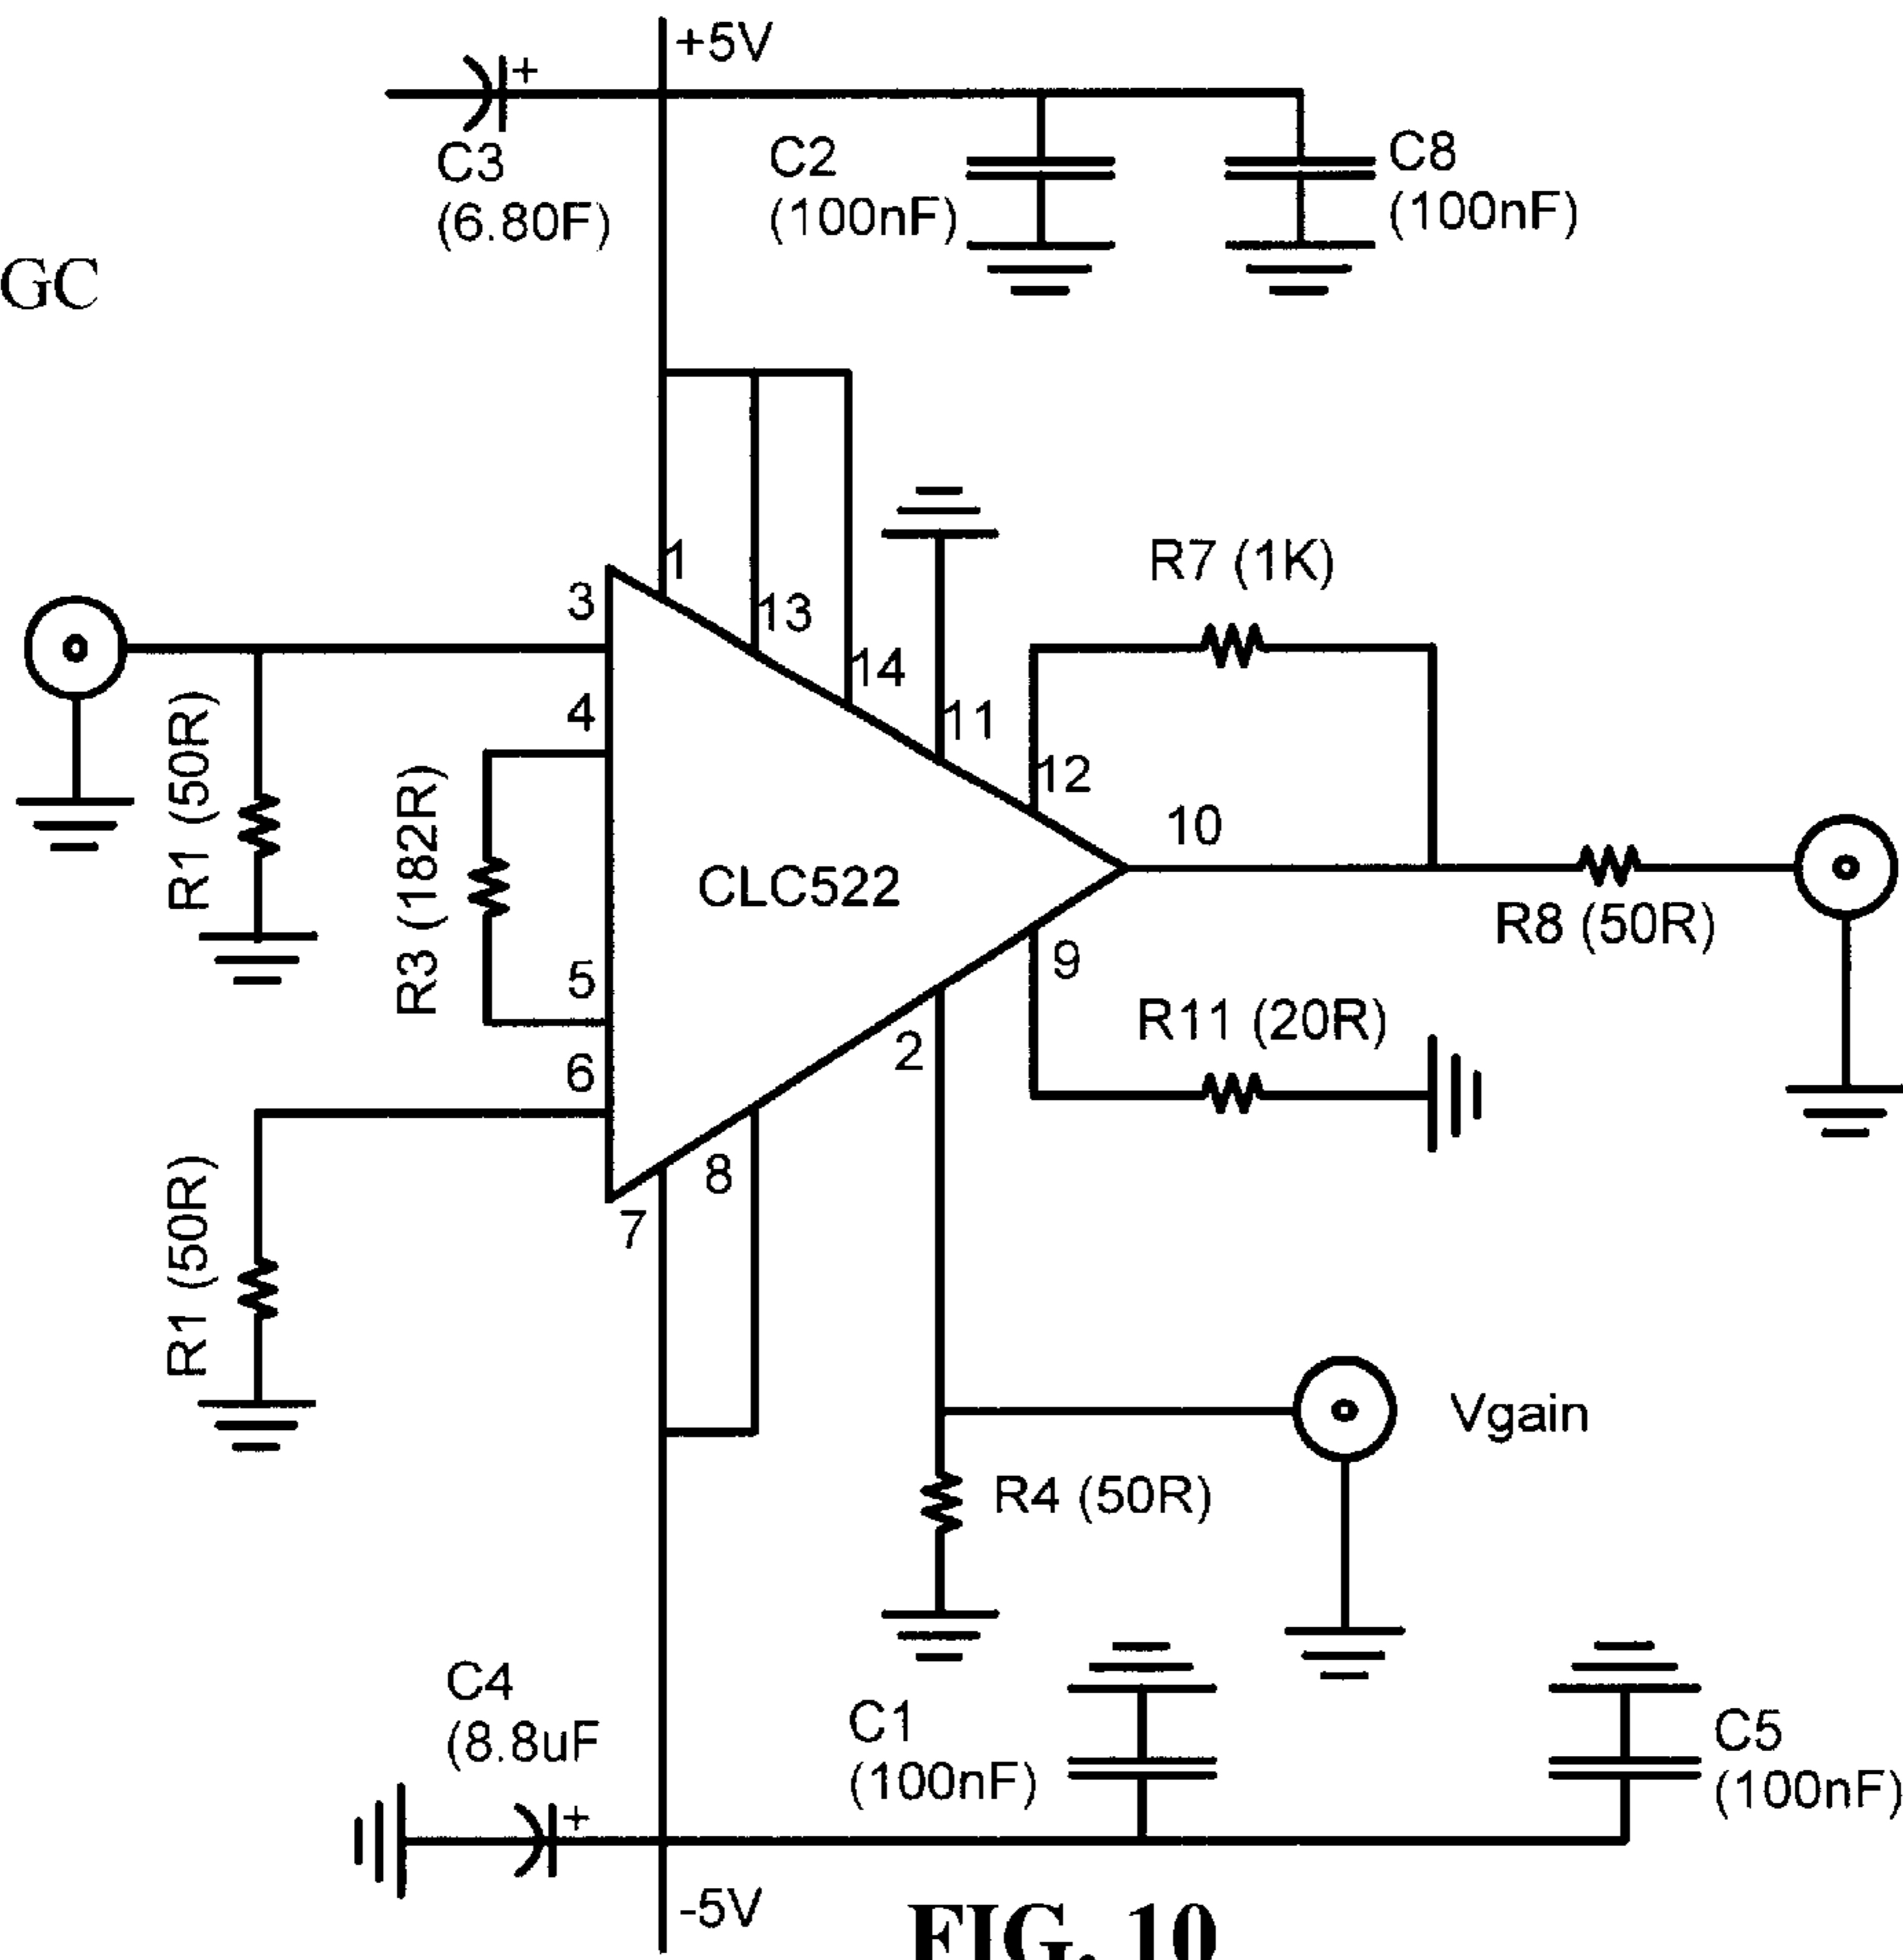 +5V
C3
(6.80F)
C2
(100nF)
C8
(100nF)
GC
1
R7 (1K)
3
13
14
4
11
12
R1 (50R)
10
R3 (182R)
CLC522
R8 (50R)
9
5
R11 (20R)
2
6
8
7
R1 (50R)
Vgain
R4 (50R)
C4
(8.8uF
C1
(100nF)
C5
(100nF)
+
+
-5V
FIG. 10